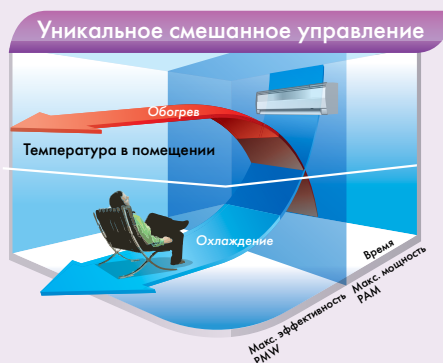 Уникальное смешанное управление
Обогрев
Температура в помещении
Охлаждение
Время
Макс. мощность
PAM
Макс. эффективность
PMW